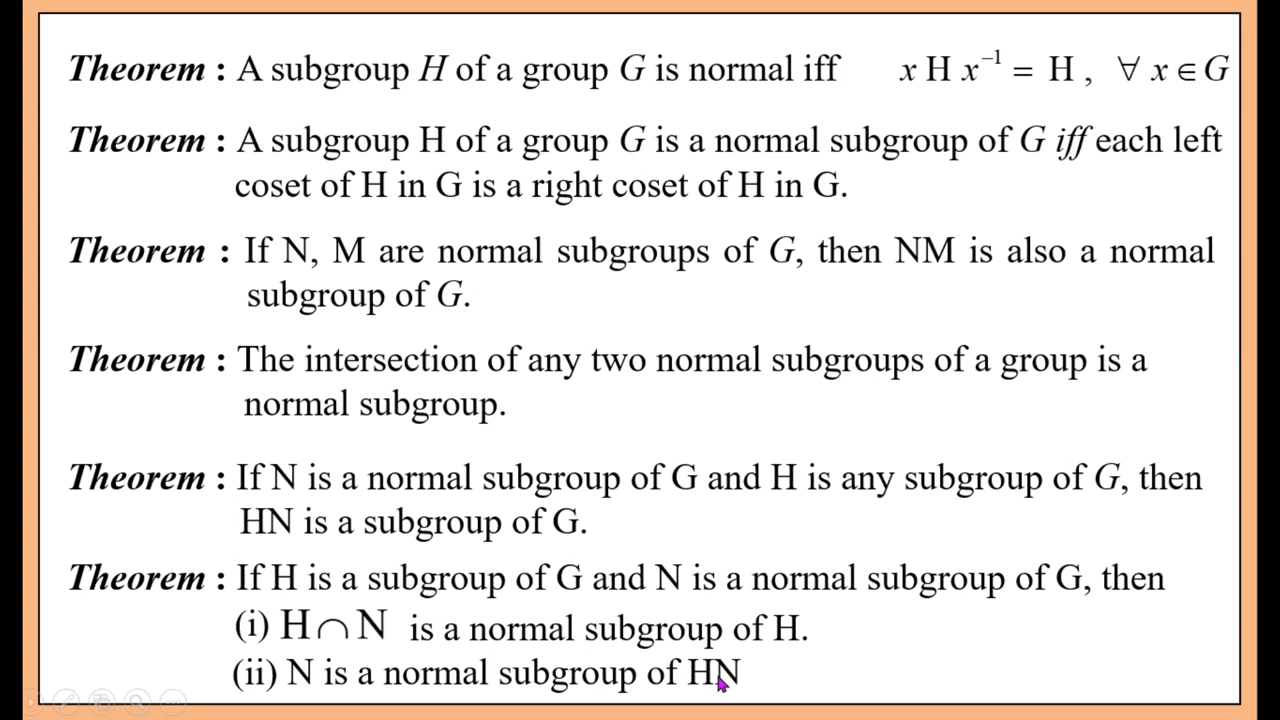 Theorem : A subgroup H of a group G is normal iff x H x⁻¹ = H , ∀ x ∈ G
Theorem : A subgroup H of a group G is a normal subgroup of G iff each left
coset of H in G is a right coset of H in G.
Theorem : If N, M are normal subgroups of G, then NM is also a normal
subgroup of G.
Theorem : The intersection of any two normal subgroups of a group is a
normal subgroup.
Theorem : If N is a normal subgroup of G and H is any subgroup of G, then
HN is a subgroup of G.
Theorem : If H is a subgroup of G and N is a normal subgroup of G, then
(i) H ∩ N is a normal subgroup of H.
(ii) N is a normal subgroup of HN